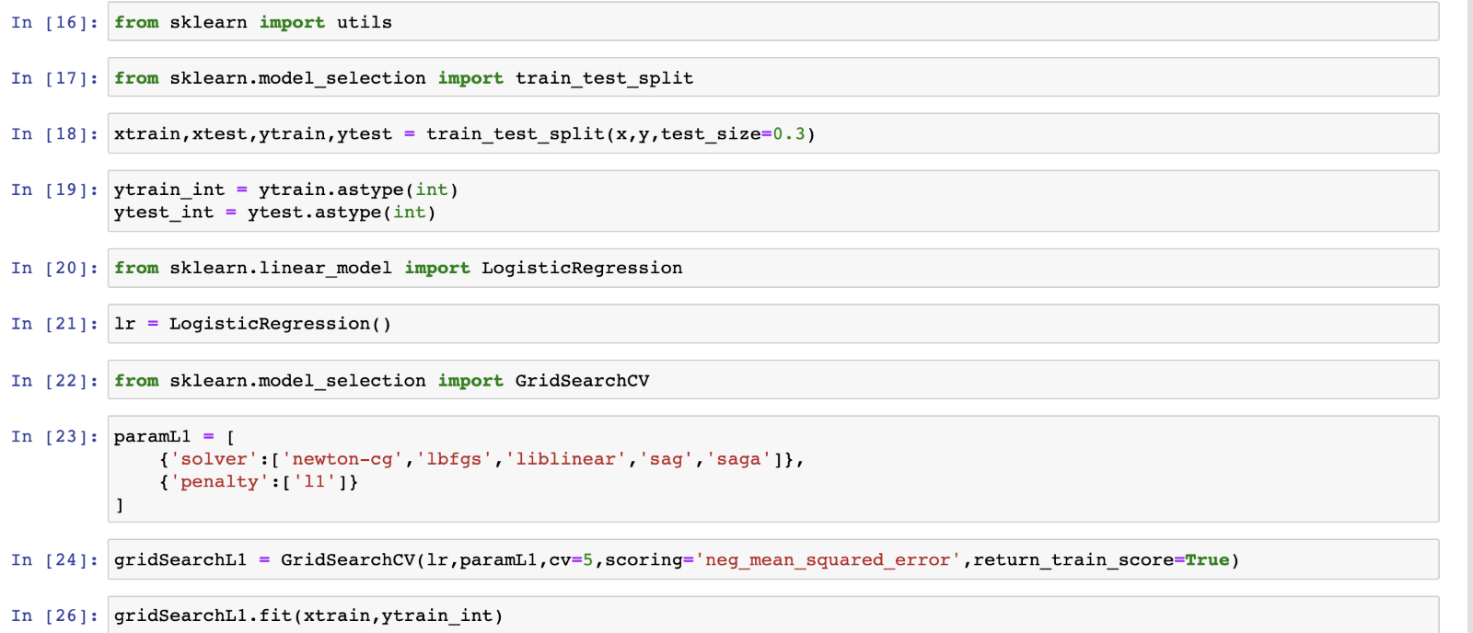 In [16]: from sklearn import utils
In [17]: from sklearn.model_selection import train_test_split
In [18]: xtrain,xtest,ytrain,ytest = train_test_split(x,y,test_size=0.3)
In [19]: ytrain_int = ytrain.astype(int)
ytest_int = ytest.astype(int)
In [20]: from sklearn.linear_model import LogisticRegression
In [21]: lr = LogisticRegression()
In [22]: from sklearn.model_selection import GridSearchCV
In [23]: paramL1 = [
    {'solver':['newton-cg','lbfgs','liblinear','sag','saga']},
    {'penalty':['l1']}
]
In [24]: gridSearchL1 = GridSearchCV(lr,paramL1,cv=5,scoring='neg_mean_squared_error',return_train_score=True)
In [26]: gridSearchL1.fit(xtrain,ytrain_int)